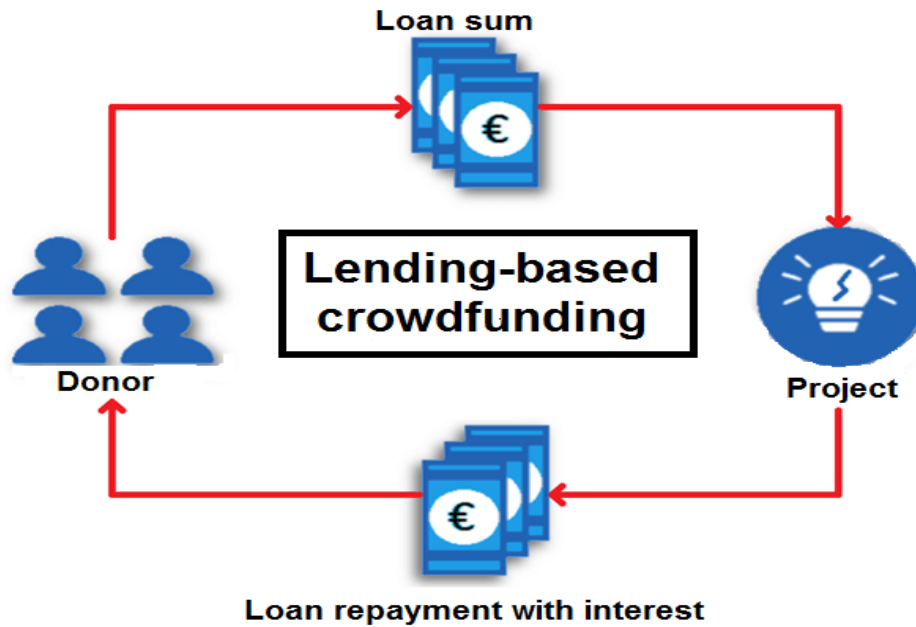 Loan sum
€
Lending-based
crowdfunding
Donor
Project
€
Loan repayment with interest